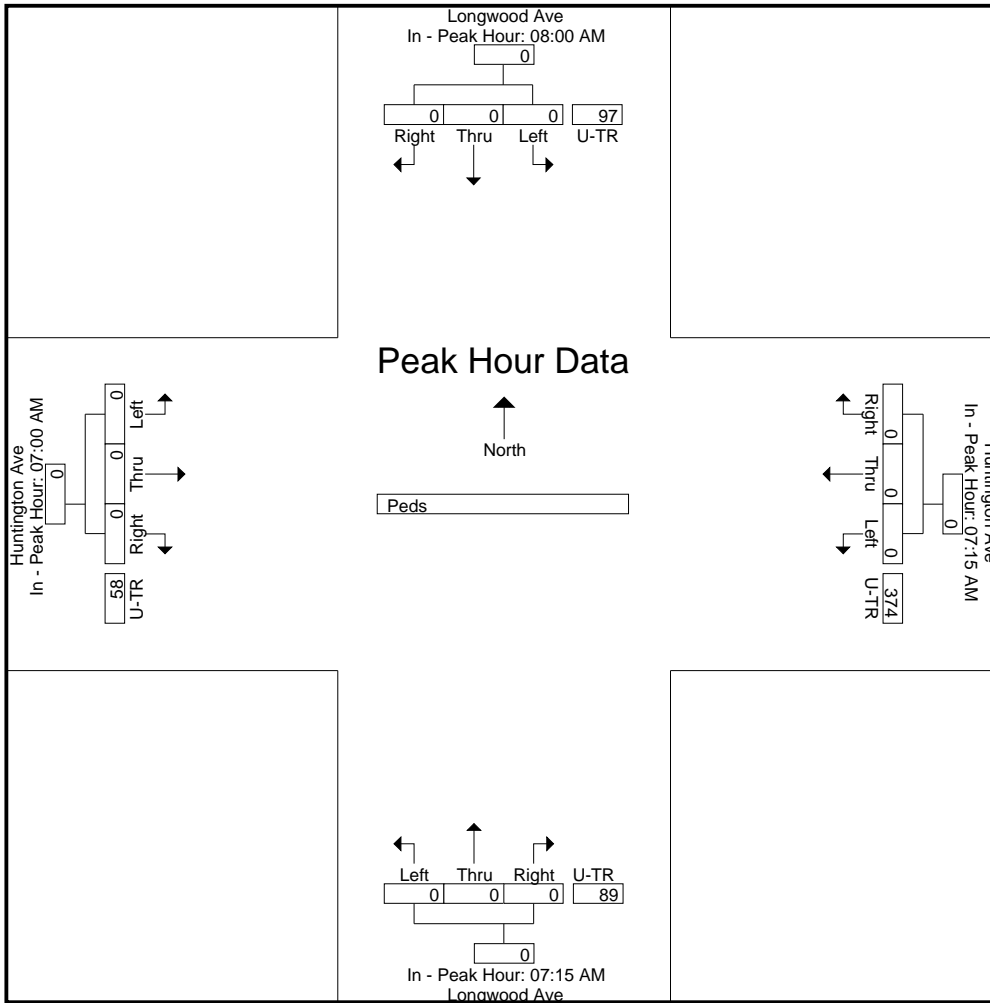 Longwood Ave
In - Peak Hour: 08:00 AM
0
0 0 0 97
Right Thru Left U-TR
Peak Hour Data
North
Peds
Huntington Ave
In - Peak Hour: 07:00 AM
0
0 0 0 58
Left Thru Right U-TR
Huntington Ave
In - Peak Hour: 07:15 AM
0
0 0 0 374
Right Thru Left U-TR
Left Thru Right U-TR
0 0 0 89
0
In - Peak Hour: 07:15 AM
Longwood Ave